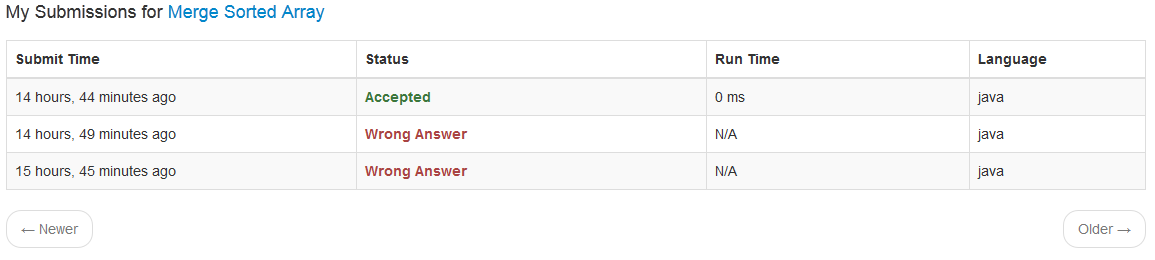 My Submissions for Merge Sorted Array
Submit Time Status Run Time Language
14 hours, 44 minutes ago Accepted 0 ms java
14 hours, 49 minutes ago Wrong Answer N/A java
15 hours, 45 minutes ago Wrong Answer N/A java
← Newer Older →